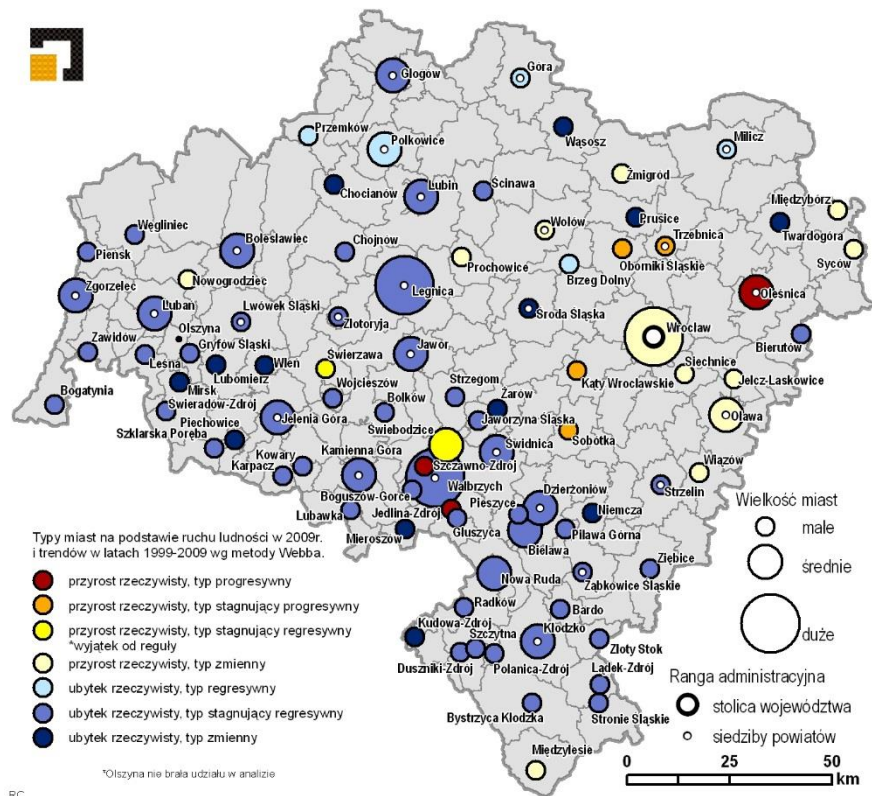 Głogów
Góra
Przemków
Polkowice
Wąsosz
Milicz
Żmigród
Chocianów
Lubin
Ścinawa
Międzybórz
Węgliniec
Wołów
Prusice
Twardogóra
Trzebnica
Pieńsk
Bolesławiec
Chojnów
Prochowice
Oborniki Śląskie
Syców
Nowogrodziec
Brzeg Dolny
Zgorzelec
Legnica
Oleśnica
Lubań
Lwówek Śląski
Złotoryja
Środa Śląska
Wrocław
Olszyna
Zawidów
Gryfów Śląski
Jawor
Bierutów
Leśna
Lubomierz
Wleń
Świerzawa
Siechnice
Mirsk
Wojcieszów
Strzegom
Kąty Wrocławskie
Jelcz-Laskowice
Bogatynia
Świeradów-Zdrój
Bolków
Żarów
Jaworzyna Śląska
Oława
Piechowice
Jelenia Góra
Świebodzice
Sobótka
Szklarska Poręba
Kamienna Góra
Świdnica
Kowary
Szczawno-Zdrój
Wiązów
Karpacz
Wałbrzych
Boguszów-Gorce
Dzierżoniów
Strzelin
Lubawka
Jedlina-Zdrój
Pieszyce
Niemcza
Mieroszów
Głuszyca
Piława Górna
Bielawa
Ziębice
Nowa Ruda
Ząbkowice Śląskie
Radków
Bardo
Kudowa-Zdrój
Szczytna
Kłodzko
Złoty Stok
Duszniki-Zdrój
Polanica-Zdrój
Lądek-Zdrój
Bystrzyca Kłodzka
Stronie Śląskie
Międzylesie
Typy miast na podstawie ruchu ludności w 2009r.
i trendów w latach 1999-2009 wg metody Webba.
przyrost rzeczywisty, typ progresywny
przyrost rzeczywisty, typ stagnujący progresywny
przyrost rzeczywisty, typ stagnujący regresywny
*wyjątek od reguły
przyrost rzeczywisty, typ zmienny
ubytek rzeczywisty, typ regresywny
ubytek rzeczywisty, typ stagnujący regresywny
ubytek rzeczywisty, typ zmienny
*Olszyna nie brała udziału w analizie
RC
Wielkość miast
małe
średnie
duże
Ranga administracyjna
stolica województwa
siedziby powiatów
0 25 50
km